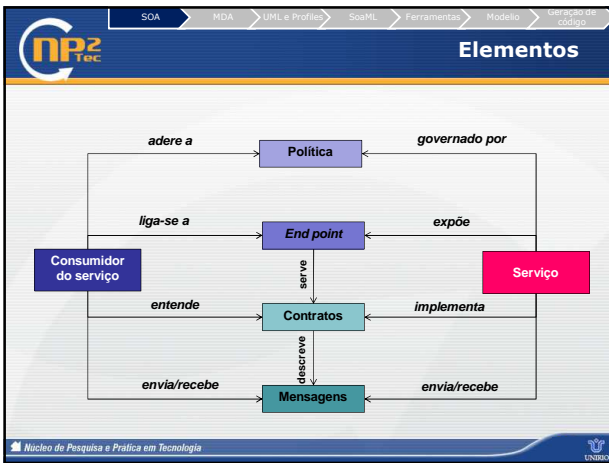 SOA
MDA
UML e Profiles
SoaML
Ferramentas
Modelio
Geração de
código
NP2
Tec
Elementos
adere a
Política
governado por
liga-se a
End point
expõe
Consumidor
do serviço
serve
Serviço
entende
Contratos
implementa
descreve
envia/recebe
Mensagens
envia/recebe
Núcleo de Pesquisa e Prática em Tecnologia
UNIRIO